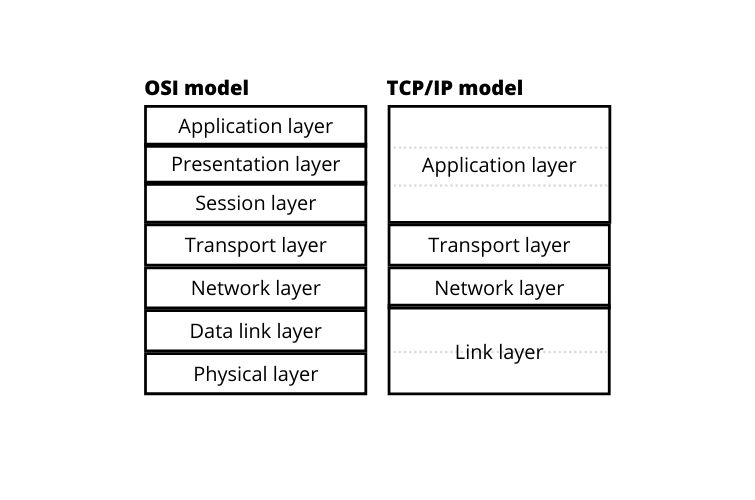 OSI model
Application layer
Presentation layer
Session layer
Transport layer
Network layer
Data link layer
Physical layer
TCP/IP model
Application layer
Transport layer
Network layer
Link layer